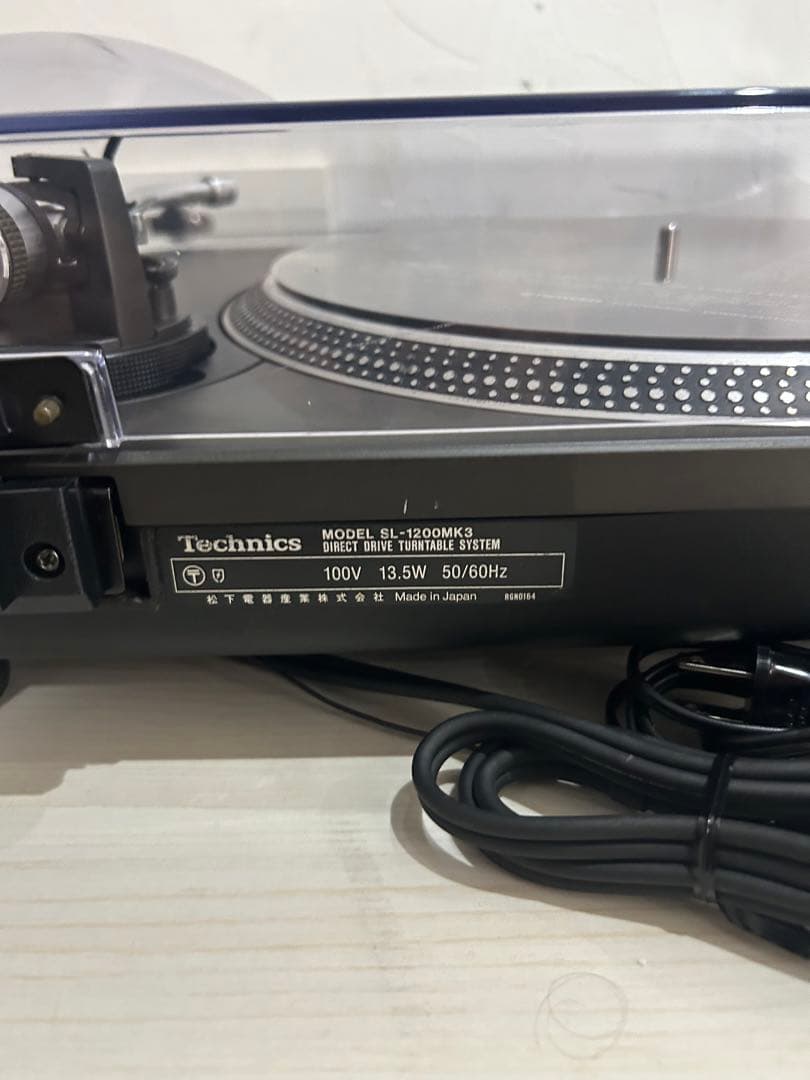 Technics MODEL SL-1200MK3
DIRECT DRIVE TURNTABLE SYSTEM
100V 13.5W 50/60Hz
松下電器産業株式会社 Made in Japan RGN0164